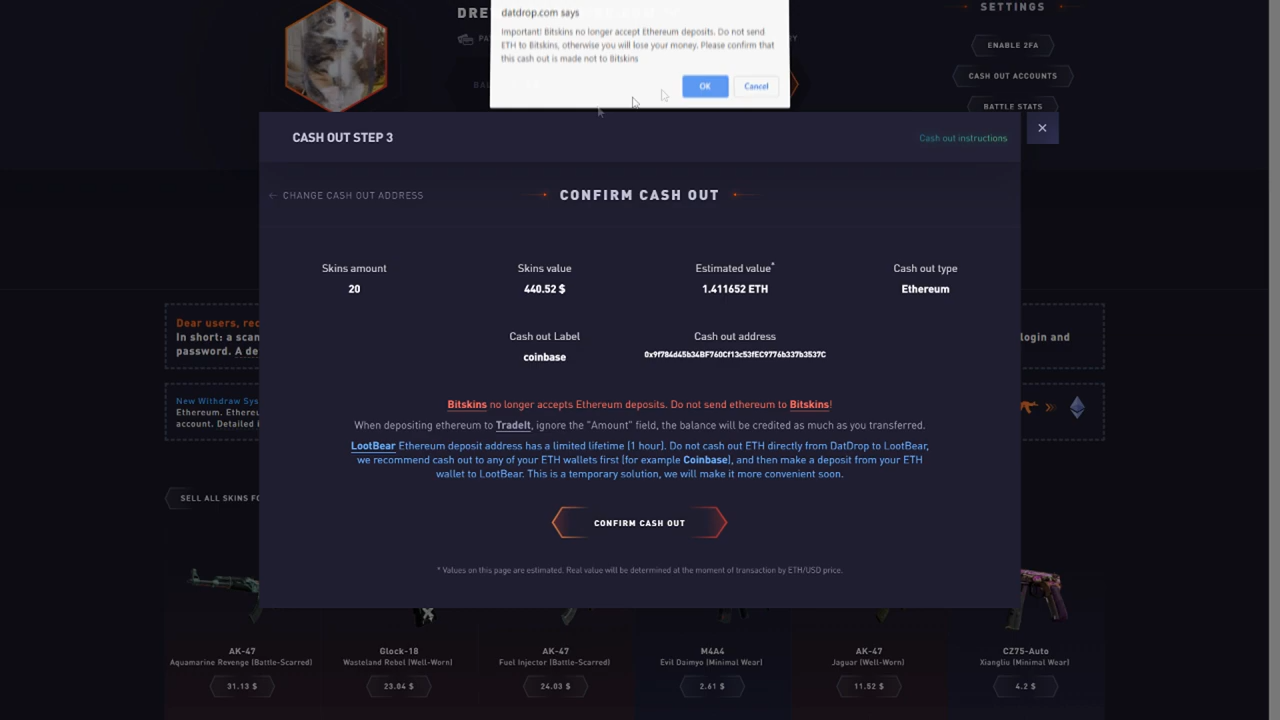 datdrop.com says
Important! Bitskins no longer accept Ethereum deposits. Do not send
ETH to Bitskins, otherwise you will lose your money. Please confirm that
this cash out is made not to Bitskins
OK
Cancel
DRE
SETTINGS
ENABLE 2FA
CASH OUT ACCOUNTS
BATTLE STATS
CASH OUT STEP 3
Cash out instructions
← CHANGE CASH OUT ADDRESS
CONFIRM CASH OUT
Skins amount
20
Skins value
440.52 $
Estimated value*
1.411652 ETH
Cash out type
Ethereum
Cash out Label
coinbase
Cash out address
0x9f784d45b34BF760Cf13c53fEC9776b337b3537C
Dear users, rec
In short: a scan
login and
password. A de
New Withdraw Sys
Ethereum. Ethereu
account. Detailed
Bitskins no longer accepts Ethereum deposits. Do not send ethereum to Bitskins!
When depositing ethereum to TradeIt, ignore the "Amount" field, the balance will be credited as much as you transferred.
LootBear Ethereum deposit address has a limited lifetime [1 hour]. Do not cash out ETH directly from DatDrop to LootBear,
we recommend cash out to any of your ETH wallets first [for example Coinbase], and then make a deposit from your ETH
wallet to LootBear. This is a temporary solution, we will make it more convenient soon.
SELL ALL SKINS FO
CONFIRM CASH OUT
* Values on this page are estimated. Real value will be determined at the moment of transaction by ETH/USD price.
AK-47
Aquamarine Revenge [Battle-Scarred]
31.13 $
Glock-18
Wasteland Rebel [Well-Worn]
23.04 $
AK-47
Fuel Injector [Battle-Scarred]
24.03 $
M4A4
Evil Daimyo [Minimal Wear]
2.61 $
AK-47
Jaguar [Well-Worn]
11.52 $
CZ75-Auto
Xiangliu [Minimal Wear]
4.2 $